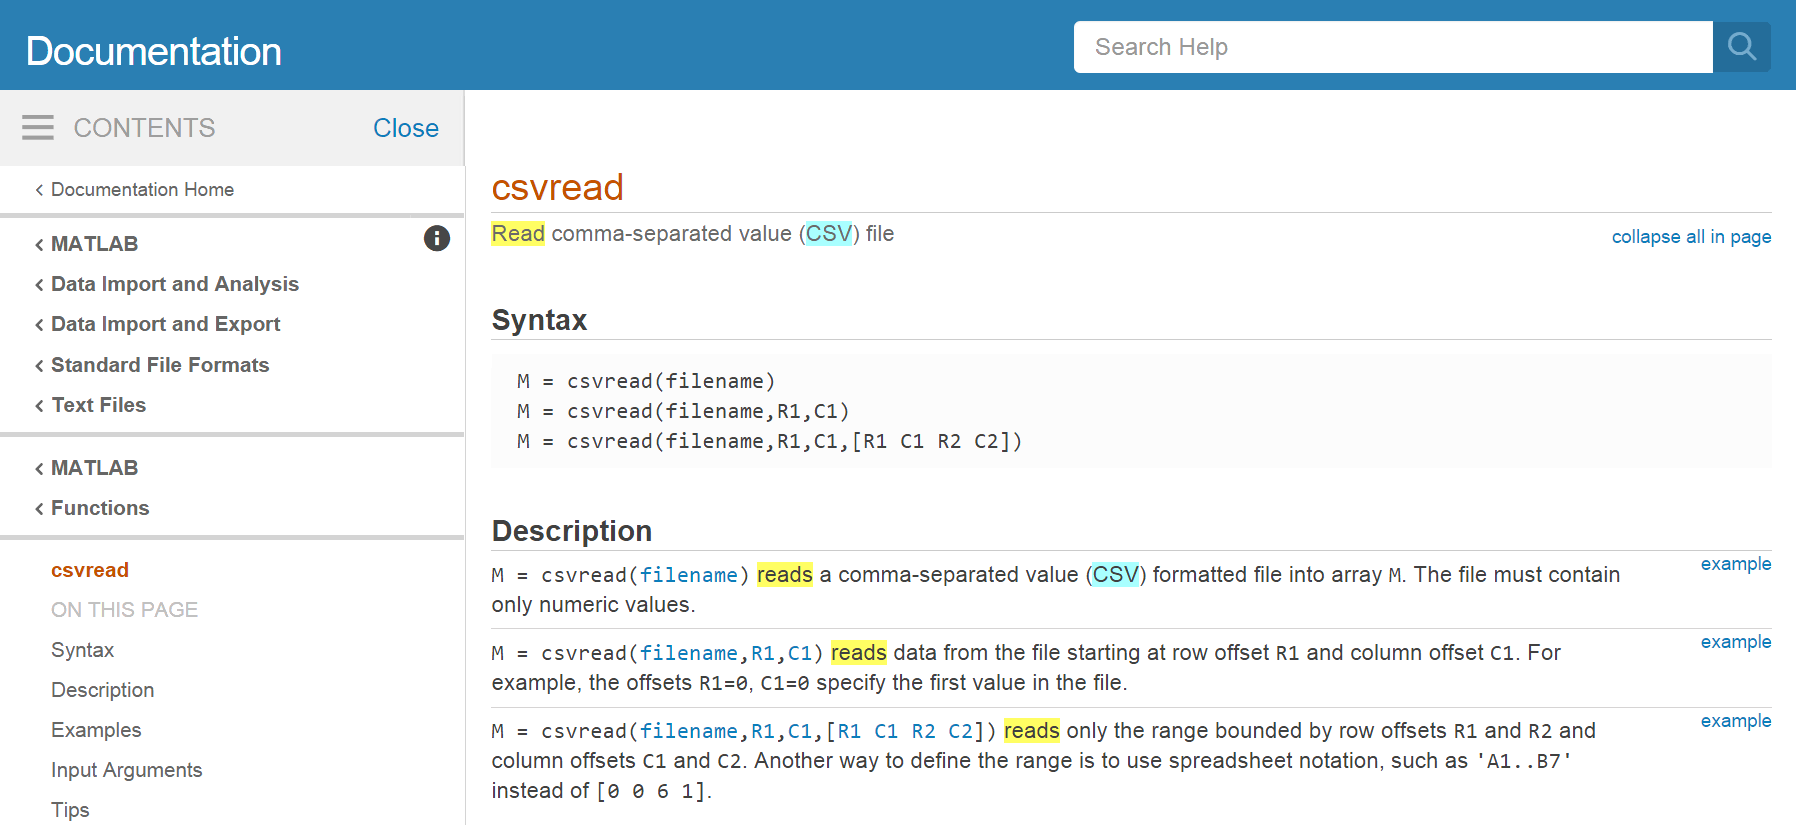 Documentation
Search Help
CONTENTS
Close
Documentation Home
MATLAB
Data Import and Analysis
Data Import and Export
Standard File Formats
Text Files
MATLAB
Functions
csvread
ON THIS PAGE
Syntax
Description
Examples
Input Arguments
Tips
csvread
Read comma-separated value (CSV) file
collapse all in page
Syntax
M = csvread(filename)
M = csvread(filename,R1,C1)
M = csvread(filename,R1,C1,[R1 C1 R2 C2])
Description
M = csvread(filename) reads a comma-separated value (CSV) formatted file into array M. The file must contain
only numeric values.
example
M = csvread(filename,R1,C1) reads data from the file starting at row offset R1 and column offset C1. For
example, the offsets R1=0, C1=0 specify the first value in the file.
example
M = csvread(filename,R1,C1,[R1 C1 R2 C2]) reads only the range bounded by row offsets R1 and R2 and
column offsets C1 and C2. Another way to define the range is to use spreadsheet notation, such as 'A1..B7'
instead of [0 0 6 1].
example